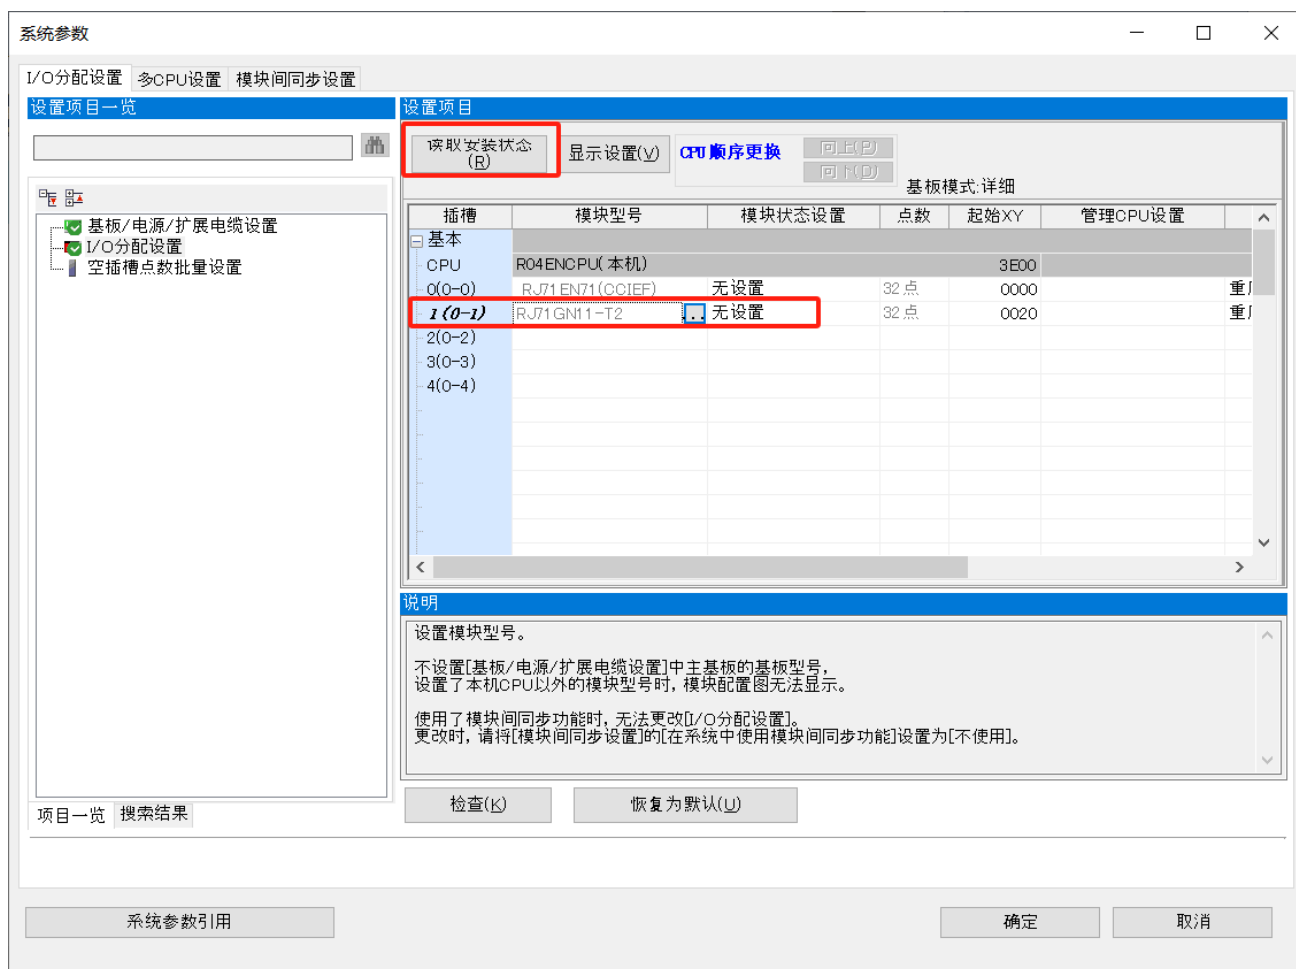 系统参数
I/O分配设置 多CPU设置 模块间同步设置
设置项目一览
设置项目
读取安装状态
(R)
显示设置(V)
CPU顺序更换
向上(P)
向下(D)
基板模式:详细
基板/电源/扩展电缆设置
I/O分配设置
空插槽点数批量设置
插槽 模块型号 模块状态设置 点数 起始XY 管理CPU设置
基本
CPU R04ENCPU(本机) 3E00
0(0-0) RJ71EN71(CCIEF) 无设置 32点 0000
1(0-1) RJ71GN11-T2 ... 无设置 32点 0020
2(0-2)
3(0-3)
4(0-4)
说明
设置模块型号。
不设置[基板/电源/扩展电缆设置]中主基板的基板型号,
设置了本机CPU以外的模块型号时, 模块配置图无法显示。
使用了模块间同步功能时, 无法更改[I/O分配设置]。
更改时, 请将[模块间同步设置]的[在系统中使用模块间同步功能]设置为[不使用]。
检查(K) 恢复为默认(U)
项目一览 搜索结果
系统参数引用 确定 取消